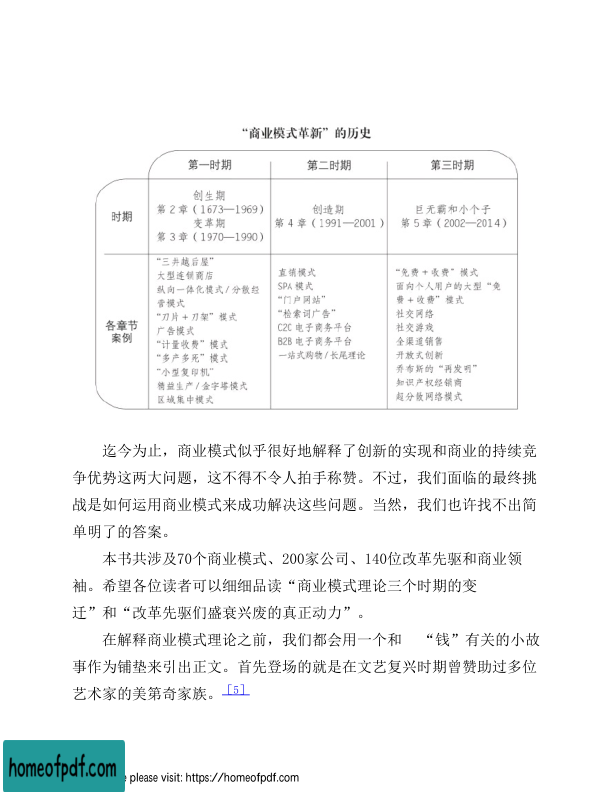 “商业模式革新”的历史
第一时期 第二时期 第三时期
时期
创生期
第2章(1673—1969)
变革期
第3章(1970—1990)
创造期
第4章(1991—2001)
巨无霸和小个子
第5章(2002—2014)
各章节
案例
“三井越后屋”
大型连锁商店
纵向一体化模式/分散经
营模式
“刀片+刀架”模式
广告模式
“计量收费”模式
“多产多死”模式
“小型复印机”
精益生产/金字塔模式
区域集中模式
直销模式
SPA模式
“门户网站”
“检索词广告”
C2C电子商务平台
B2B电子商务平台
一站式购物/长尾理论
“免费+收费”模式
面向个人用户的大型“免
费+收费”模式
社交网络
社交游戏
全渠道销售
开放式创新
乔布斯的“再发明”
知识产权经销商
超分散网络模式
迄今为止，商业模式似乎很好地解释了创新的实现和商业的持续竞
争优势这两大问题，这不得不令人拍手称赞。不过，我们面临的最终挑
战是如何运用商业模式来成功解决这些问题。当然，我们也许找不出简
单明了的答案。
本书共涉及70个商业模式、200家公司、140位改革先驱和商业领
袖。希望各位读者可以细细品读“商业模式理论三个时期的变
迁”和“改革先驱们盛衰兴废的真正动力”。
在解释商业模式理论之前，我们都会用一个和 “钱”有关的小故
事作为铺垫来引出正文。首先登场的就是在文艺复兴时期曾赞助过多位
艺术家的美第奇家族。[5]
homeofpdf.com
e please visit: https://homeofpdf.com